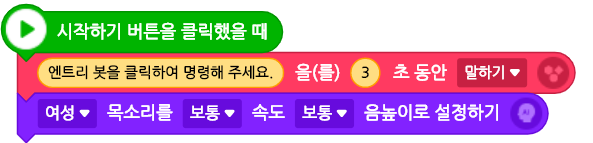 시작하기 버튼을 클릭했을 때
엔트리 봇을 클릭하여 명령해 주세요. 을(를) 3 초 동안 말하기
여성 목소리를 보통 속도 보통 음높이로 설정하기